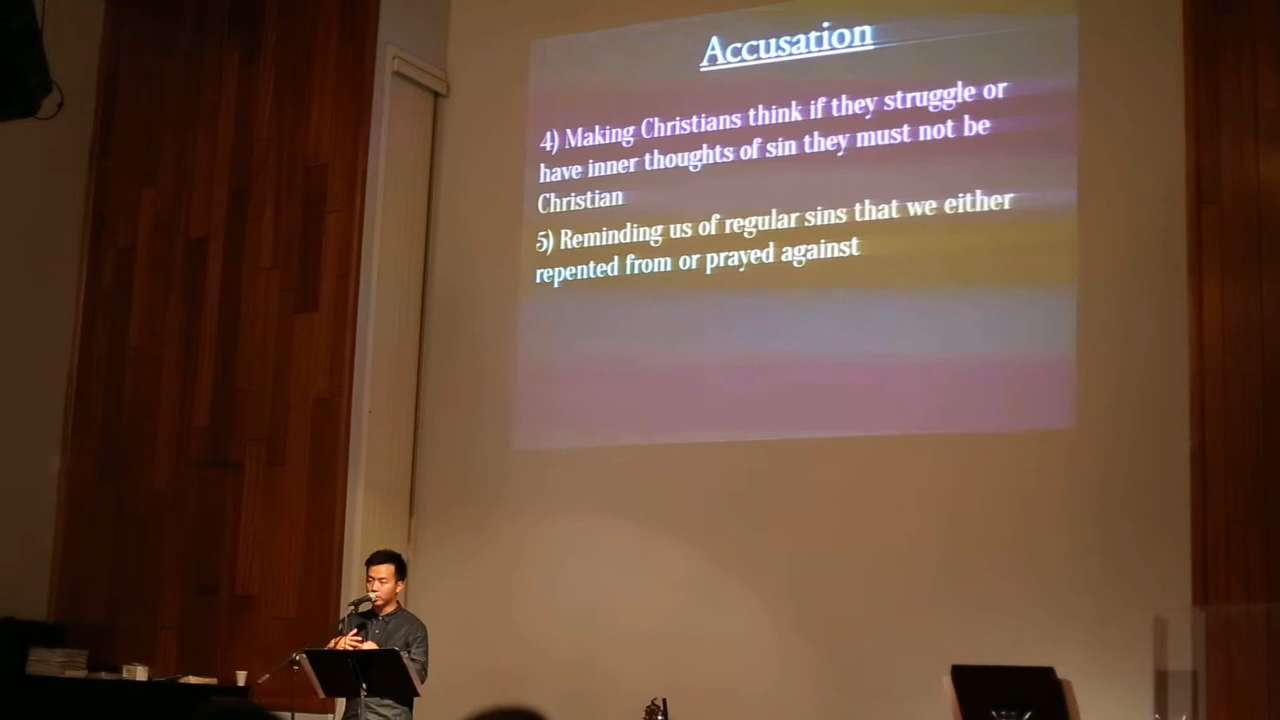 Accusation
4) Making Christians think if they struggle or
have inner thoughts of sin they must not be
Christian
5) Reminding us of regular sins that we either
repented from or prayed against